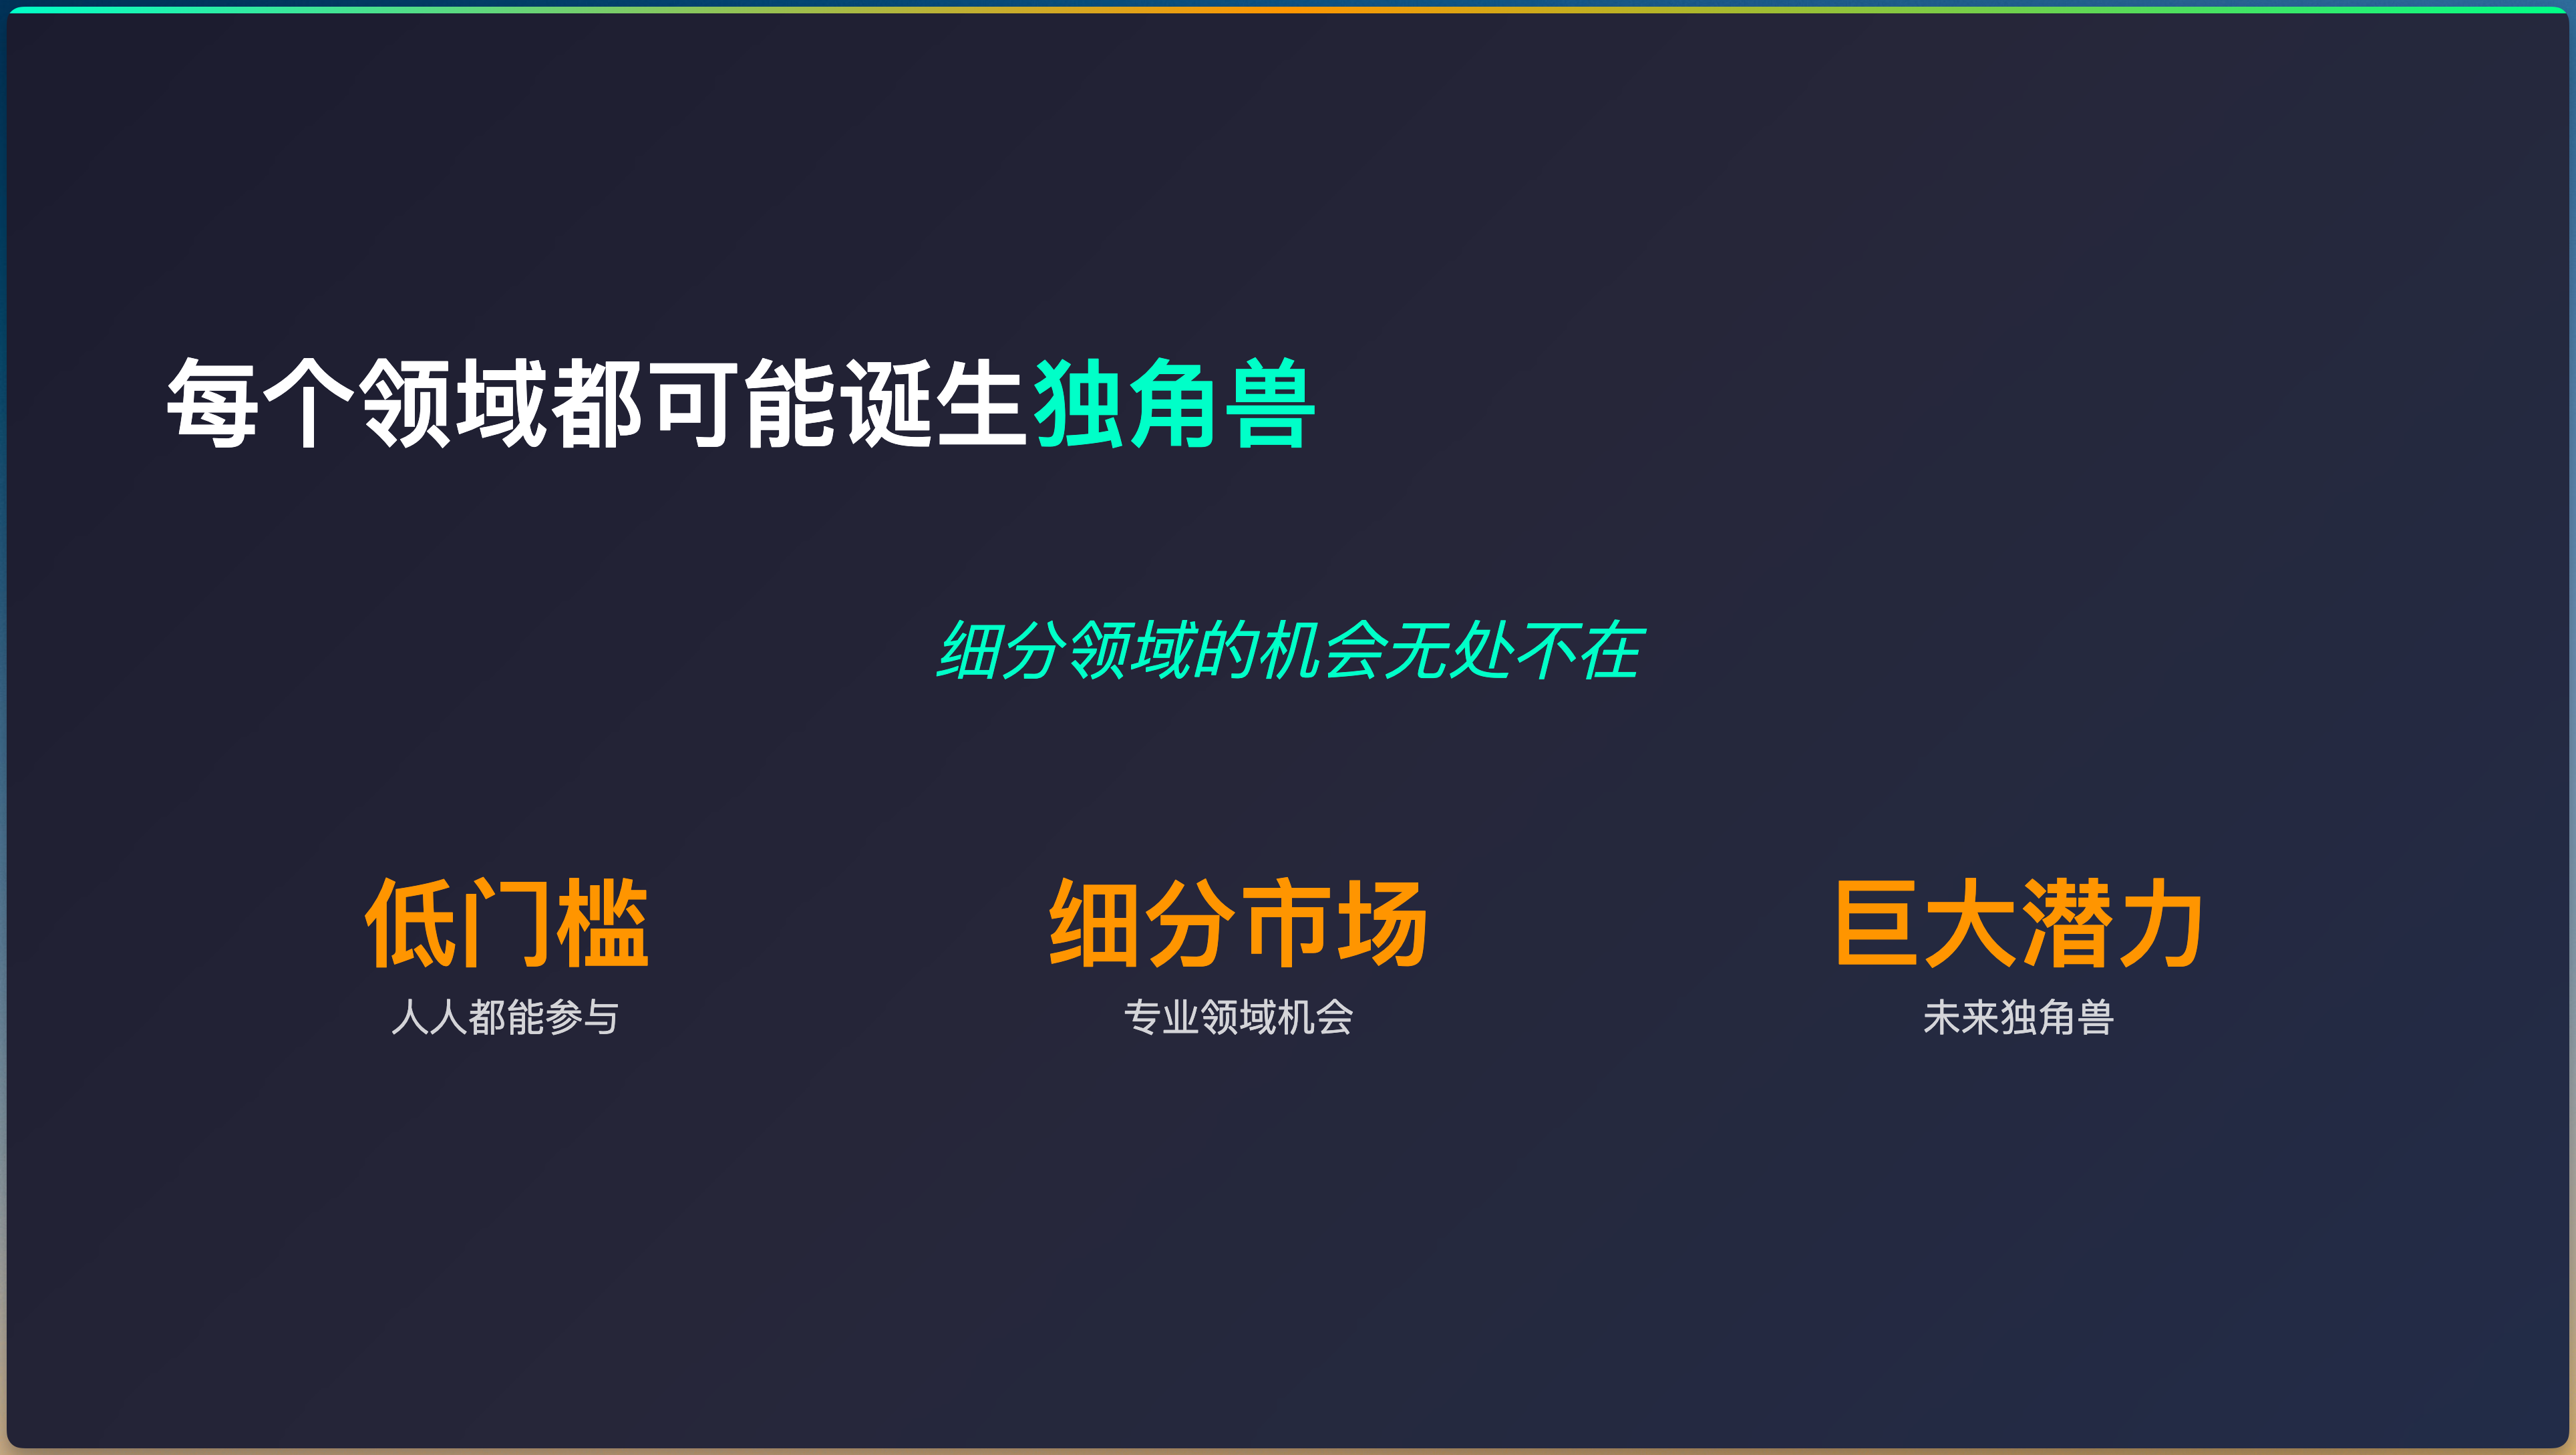 每个领域都可能诞生独角兽
细分领域的机会无处不在
低门槛
人人都能参与
细分市场
专业领域机会
巨大潜力
未来独角兽